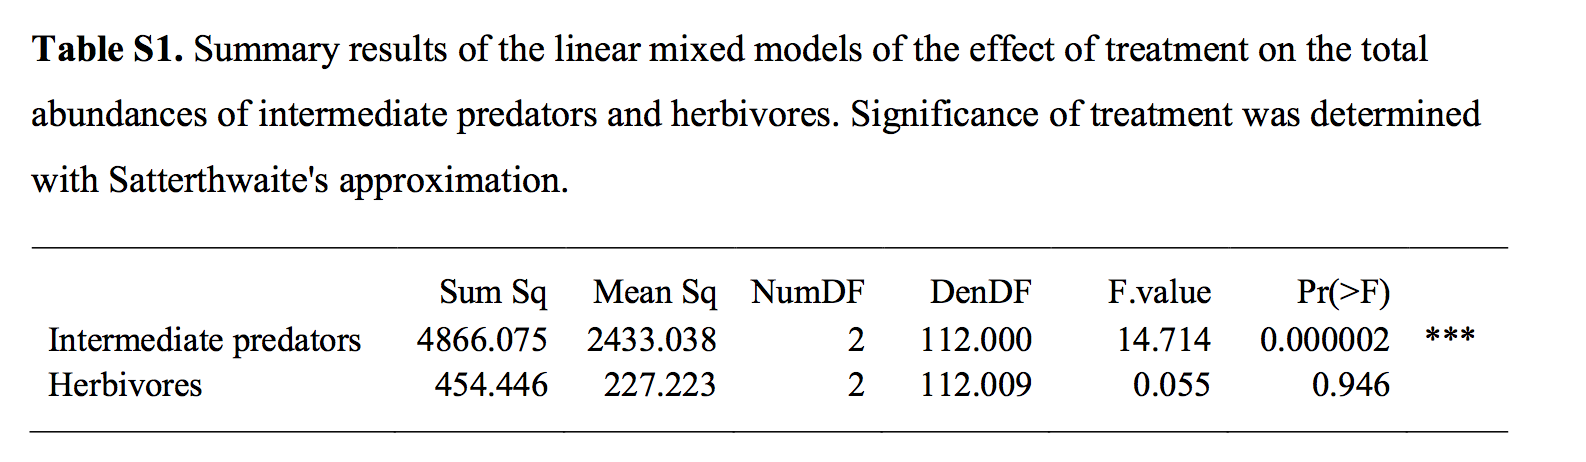 Table S1. Summary results of the linear mixed models of the effect of treatment on the total
abundances of intermediate predators and herbivores. Significance of treatment was determined
with Satterthwaite's approximation.
Sum Sq Mean Sq NumDF DenDF F.value Pr(>F)
Intermediate predators 4866.075 2433.038 2 112.000 14.714 0.000002 ***
Herbivores 454.446 227.223 2 112.009 0.055 0.946